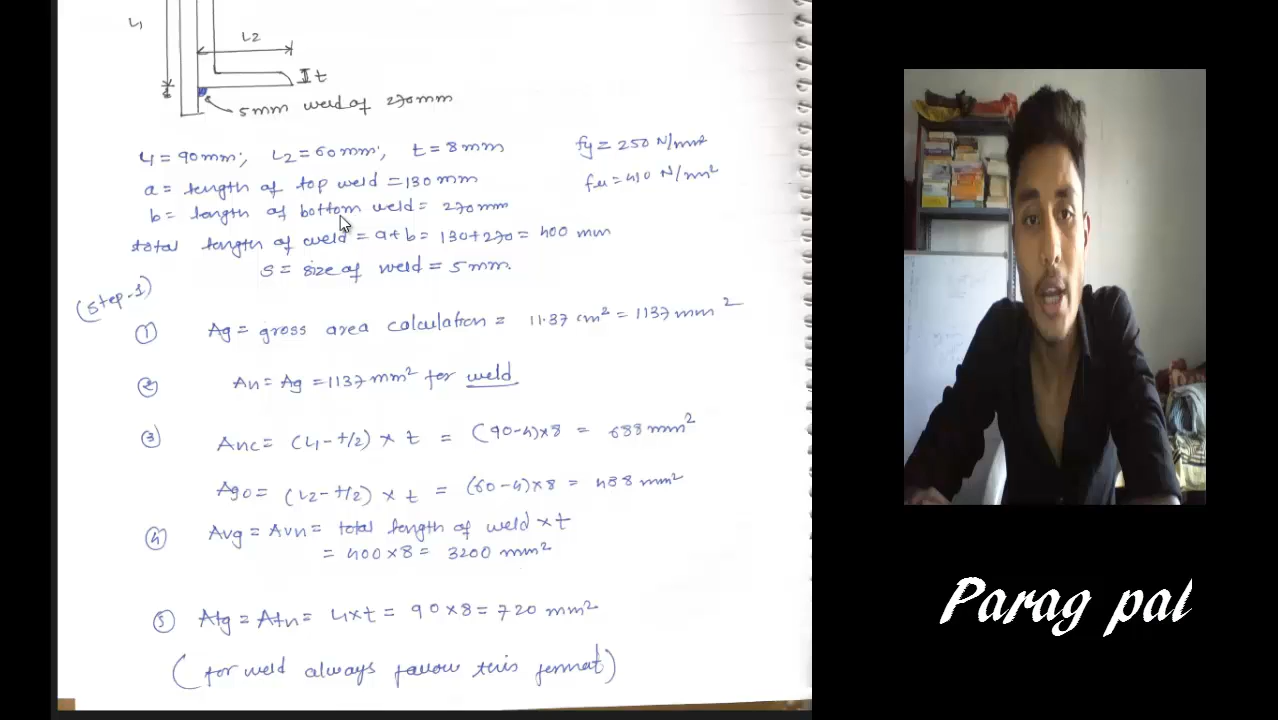 L1
L2
t
5mm weld of 270mm
L1 = 90mm; L2 = 60mm; t = 8mm fy = 250 N/mm²
a = length of top weld = 130 mm fu = 410 N/mm²
b = length of bottom weld = 270mm
total length of weld = a+b = 130+270 = 400 mm
S = size of weld = 5mm.
(Step-1)
① Ag = gross area calculation = 11.37 cm² = 1137 mm²
② An = Ag = 1137 mm² for weld
③ Anc = (L1 - t/2) × t = (90-4)×8 = 688 mm²
Ago = (L2 - t/2) × t = (60-4)×8 = 488 mm²
④ Avg = Avn = total length of weld × t
= 400×8 = 3200 mm²
⑤ Atg = Atn = L1×t = 90×8 = 720 mm²
(for weld always follow this format)
Parag pal